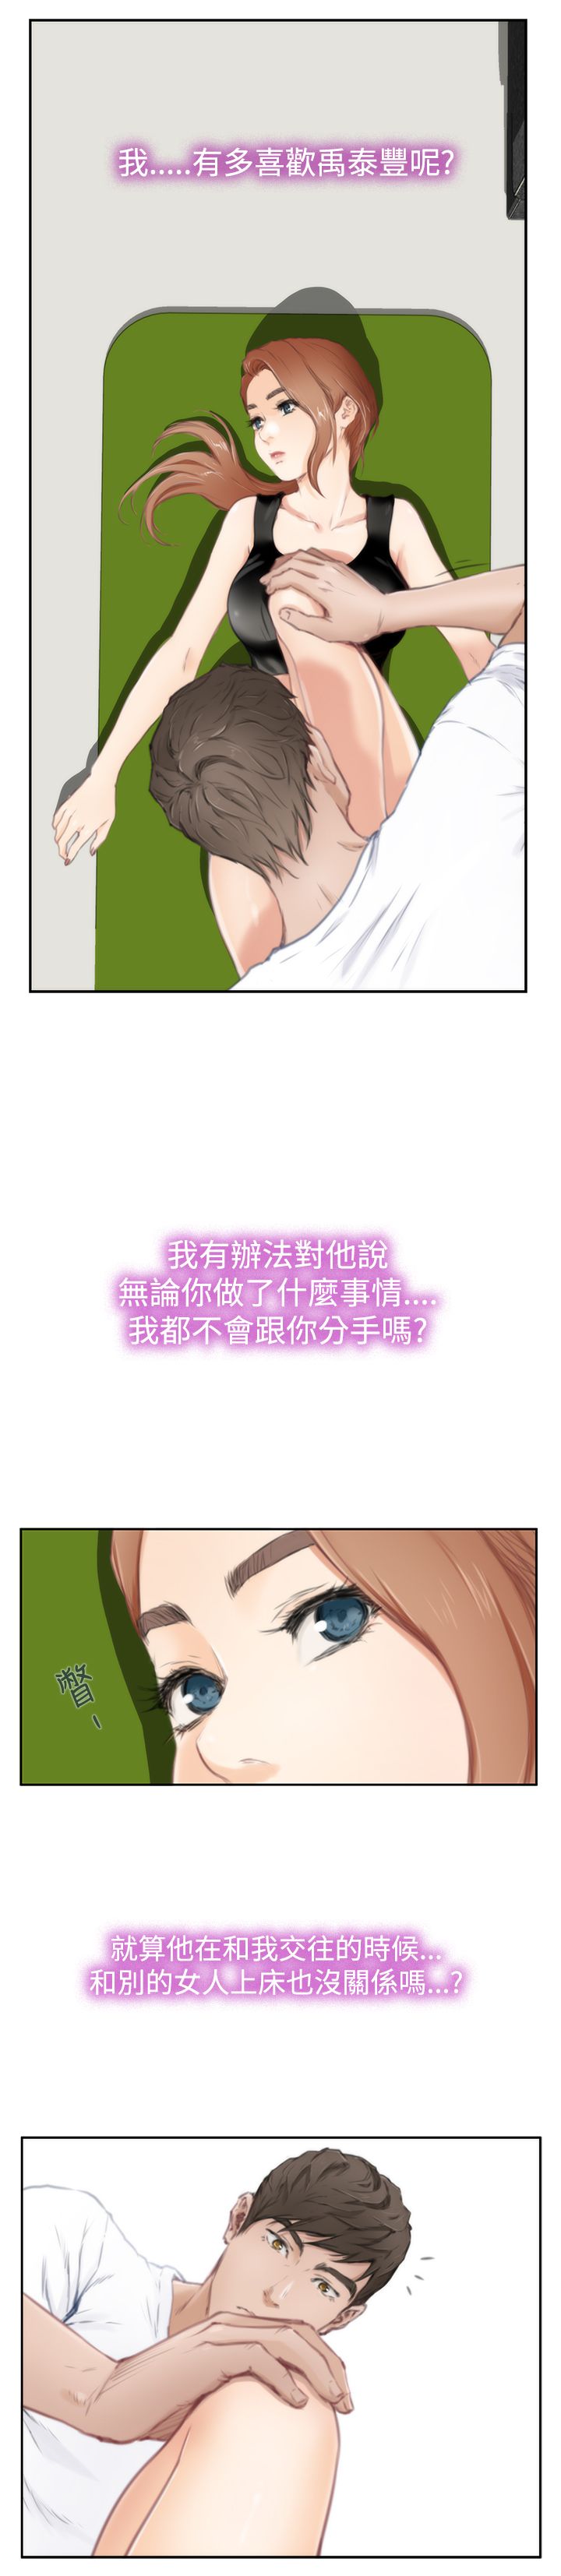 我.....有多喜歡禹泰豐呢?
我有辦法對他說
無論你做了什麼事情....
我都不會跟你分手嗎?
瞥
就算他在和我交往的時候...
和別的女人上床也沒關係嗎...?